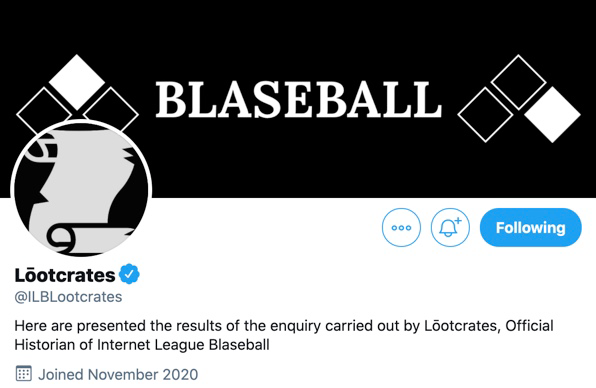 BLASEBALL
Following
Lōotcrates
@ILBLootcrates
Here are presented the results of the enquiry carried out by Lōotcrates, Official
Historian of Internet League Blaseball
Joined November 2020